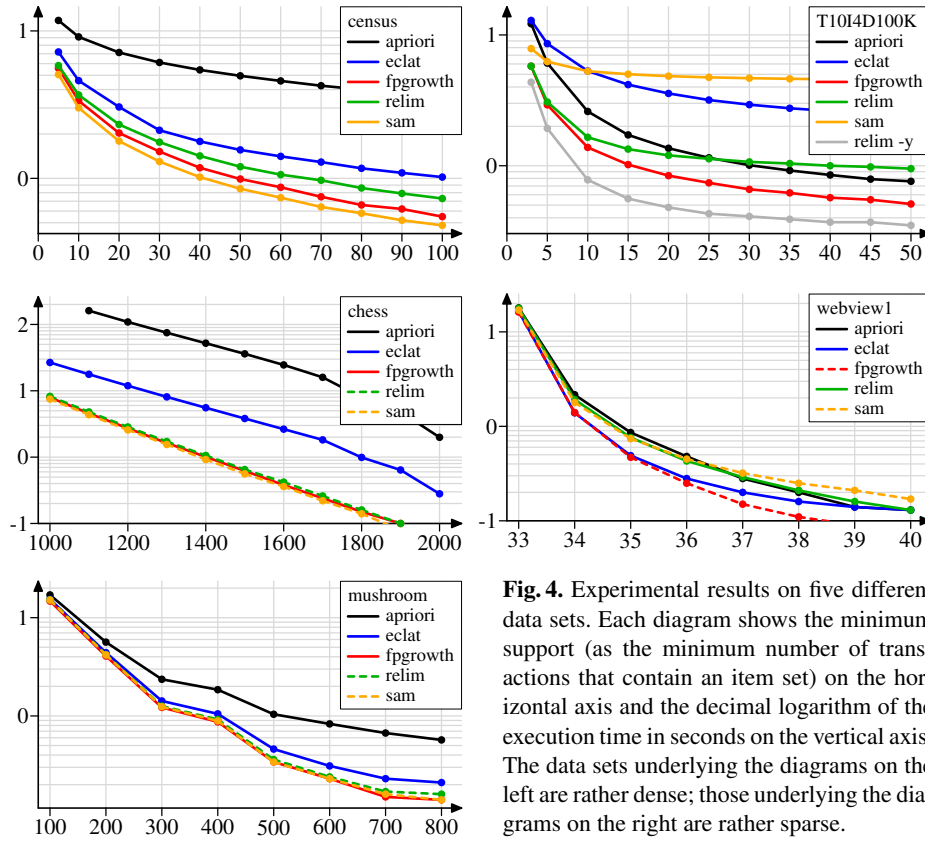 census
apriori
eclat
fpgrowth
relim
sam
1
0
0 10 20 30 40 50 60 70 80 90 100
T10I4D100K
apriori
eclat
fpgrowth
relim
sam
relim -y
1
0
0 5 10 15 20 25 30 35 40 45 50
chess
apriori
eclat
fpgrowth
relim
sam
2
1
0
-1
1000 1200 1400 1600 1800 2000
webview1
apriori
eclat
fpgrowth
relim
sam
1
0
-1
33 34 35 36 37 38 39 40
mushroom
apriori
eclat
fpgrowth
relim
sam
1
0
100 200 300 400 500 600 700 800
Fig. 4. Experimental results on five differen
data sets. Each diagram shows the minimum
support (as the minimum number of trans
actions that contain an item set) on the hor
izontal axis and the decimal logarithm of the
execution time in seconds on the vertical axis
The data sets underlying the diagrams on the
left are rather dense; those underlying the dia
grams on the right are rather sparse.